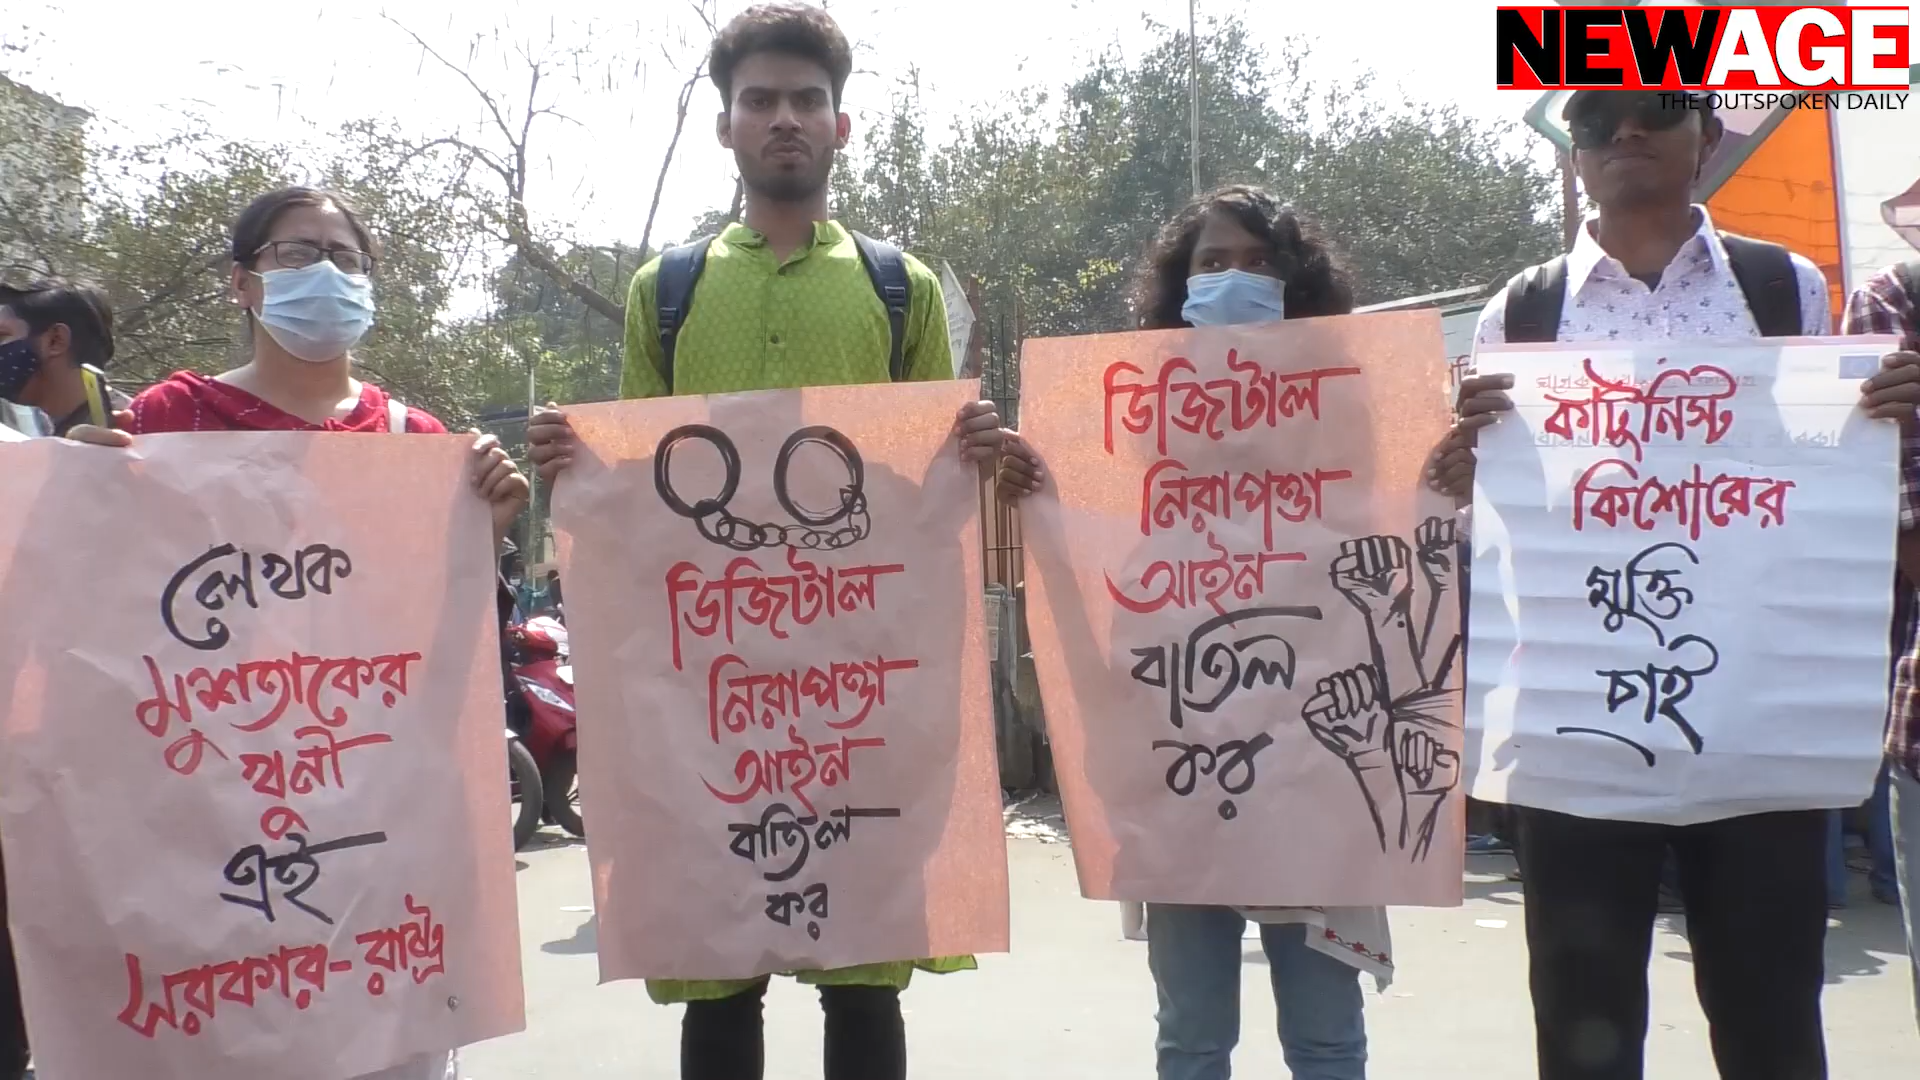 NEWAGE
THE OUTSPOKEN DAILY
লেখক
মুশতাকের
খুনী
এই
সরকার-রাষ্ট্র
ডিজিটাল
নিরাপত্তা
আইন
বাতিল
কর
ডিজিটাল
নিরাপত্তা
আইন
বাতিল
কর
কার্টুনিস্ট
কিশোরের
মুক্তি
চাই